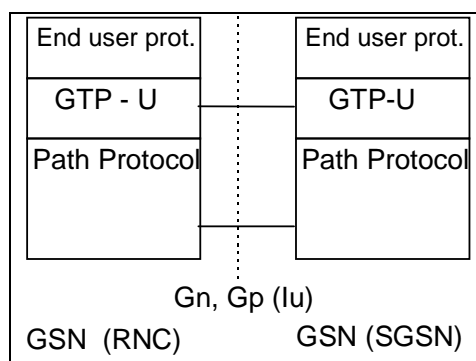 End user prot.
GTP - U
Path Protocol
End user prot.
GTP-U
Path Protocol
Gn, Gp (Iu)
GSN (RNC)
GSN (SGSN)